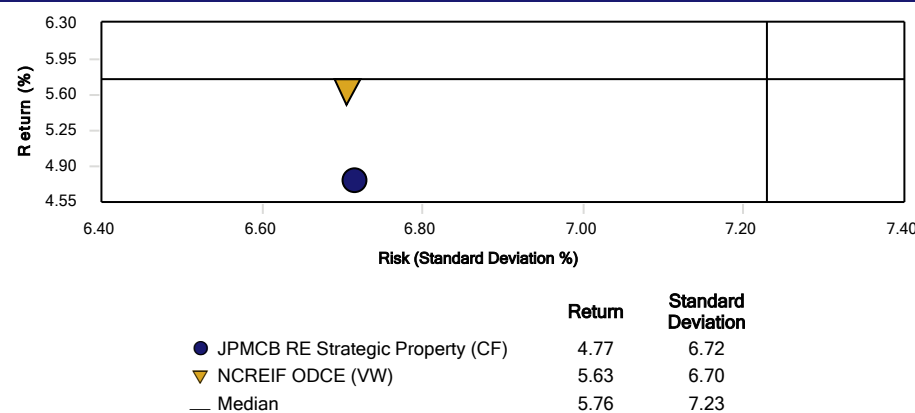 6.30
5.95
5.60
5.25
4.90
4.55
Return (%)
6.40 6.60 6.80 7.00 7.20 7.40
Risk (Standard Deviation %)
Return Standard Deviation
JPMCB RE Strategic Property (CF) 4.77 6.72
NCREIF ODCE (VW) 5.63 6.70
Median 5.76 7.23